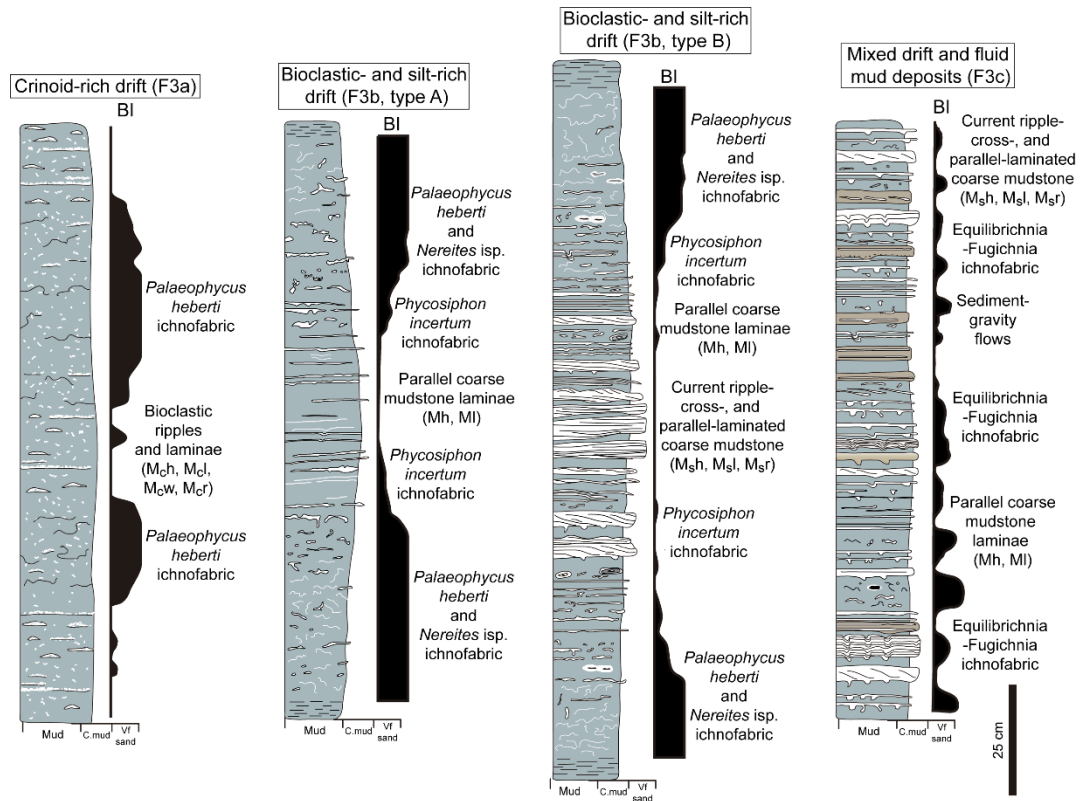 Crinoid-rich drift (F3a)
BI
Palaeophycus
heberti
ichnofabric
Bioclastic
ripples
and laminae
(Mch, Mcl,
Mcw, Mcr)
Palaeophycus
heberti
ichnofabric
Mud
C.mud
Vf
sand
Bioclastic- and silt-rich
drift (F3b, type A)
BI
Palaeophycus
heberti
and
Nereites isp.
ichnofabric
Phycosiphon
incertum
ichnofabric
Parallel coarse
mudstone laminae
(Mh, Ml)
Phycosiphon
incertum
ichnofabric
Palaeophycus
heberti
and
Nereites isp.
ichnofabric
Mud
C.mud
Vf
sand
Bioclastic- and silt-rich
drift (F3b, type B)
BI
Palaeophycus
heberti
and
Nereites isp.
ichnofabric
Phycosiphon
incertum
ichnofabric
Parallel coarse
mudstone laminae
(Mh, Ml)
Current ripple-
cross-, and
parallel-laminated
coarse mudstone
(Msh, Msl, Msr)
Phycosiphon
incertum
ichnofabric
Palaeophycus
heberti
and
Nereites isp.
ichnofabric
Mud
C.mud
Vf
sand
Mixed drift and fluid
mud deposits (F3c)
BI
Current ripple-
cross-, and
parallel-laminated
coarse mudstone
(Msh, Msl, Msr)
Equilibrichnia
-Fugichnia
ichnofabric
Sediment-
gravity
flows
Equilibrichnia
-Fugichnia
ichnofabric
Parallel coarse
mudstone
laminae
(Mh, Ml)
Equilibrichnia
-Fugichnia
ichnofabric
Mud
C.mud
Vf
sand
25 cm